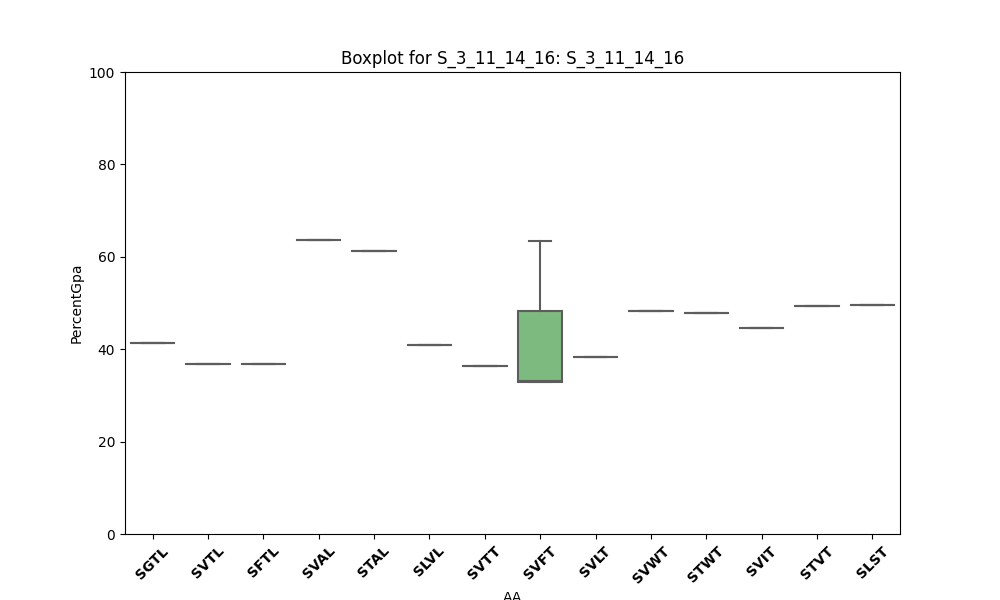 Boxplot for S_3_11_14_16: S_3_11_14_16
100
80
60
40
20
0
PercentGpa
SGTL SVTL SFTL SVAL STAL SLVL SVTT SVFT SVLT SVWT STWT SVIT STVT SLST
AA